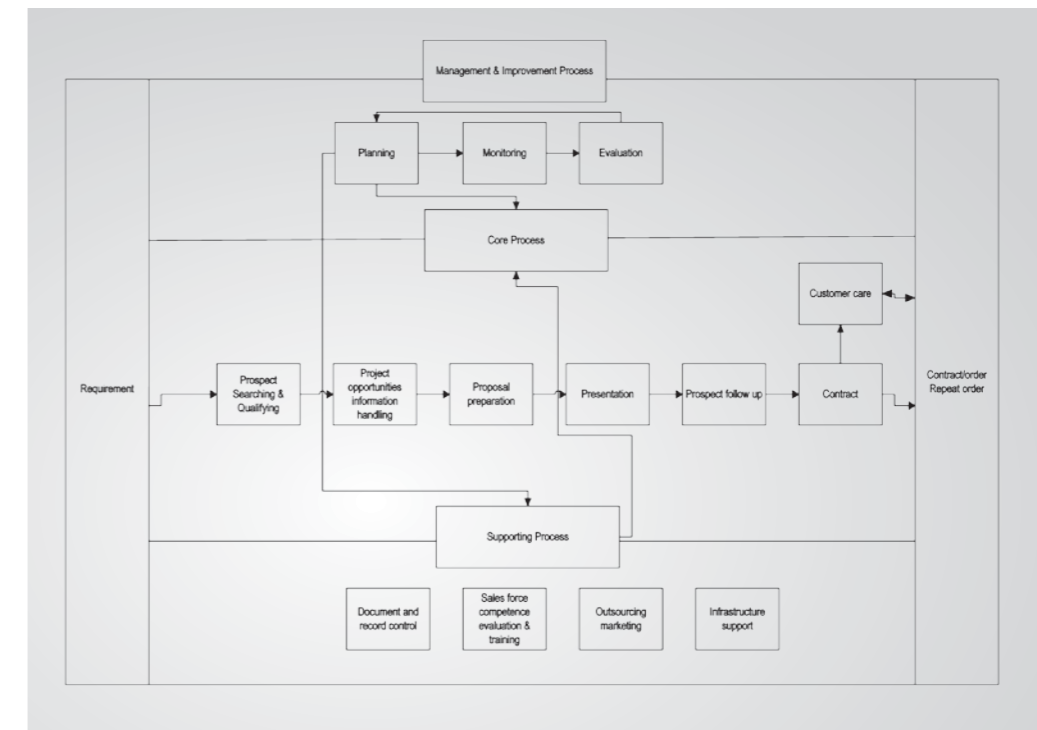 Management & Improvement Process
Planning
Monitoring
Evaluation
Core Process
Customer care
Requirement
Prospect
Searching &
Qualifying
Project
opportunities
information
handling
Proposal
preparation
Presentation
Prospect follow up
Contract
Contract/order
Repeat order
Supporting Process
Document and
record control
Sales force
competence
evaluation &
training
Outsourcing
marketing
Infrastructure
support